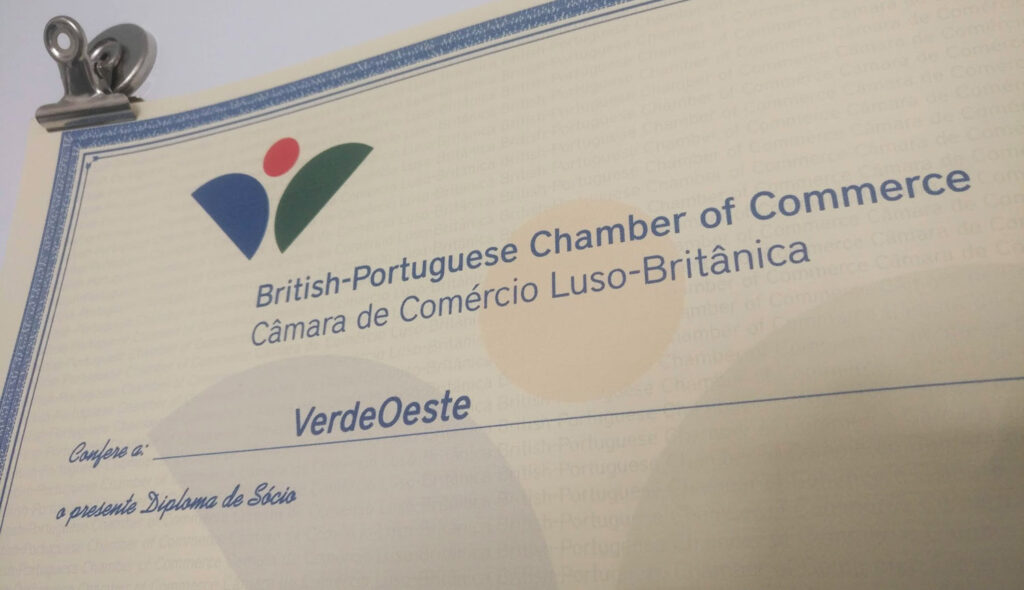 British-Portuguese Chamber of Commerce
Câmara de Comércio Luso-Britânica
Confere a: VerdeOeste
o presente Diploma de Sócio